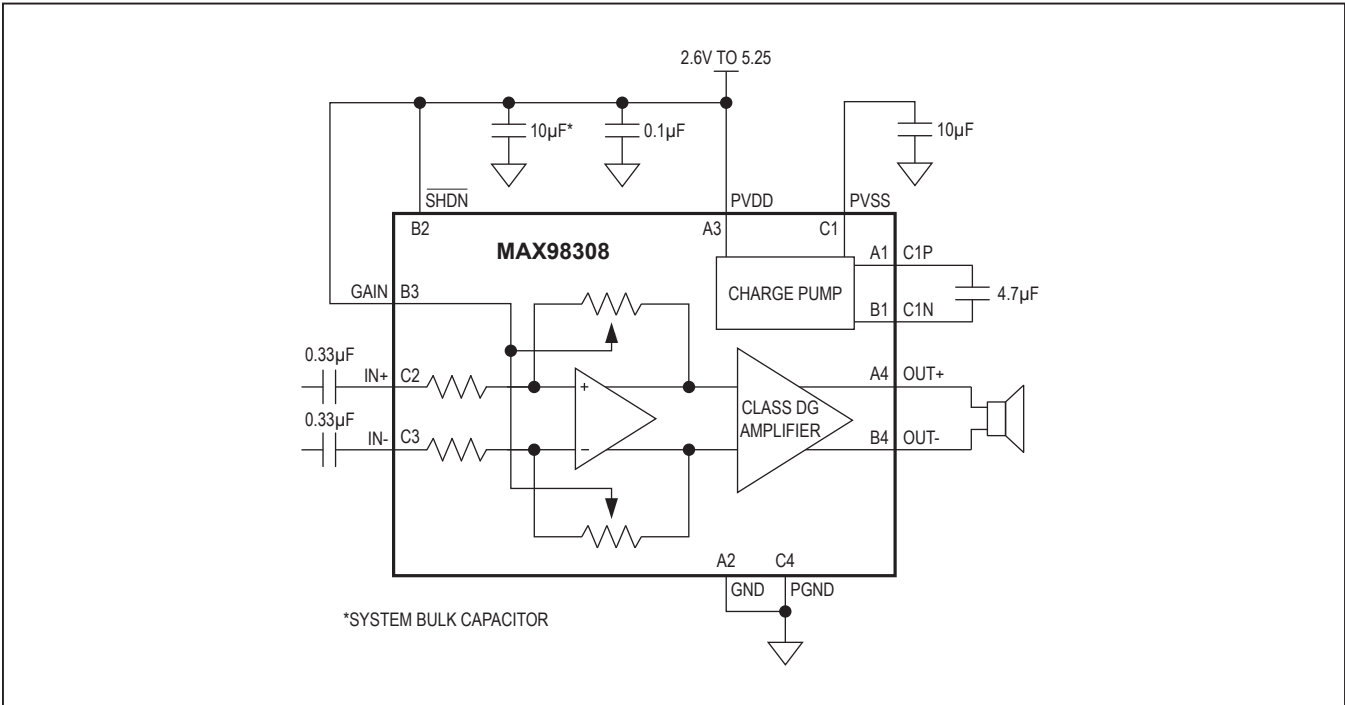 2.6V TO 5.25
10µF*
0.1µF
10µF
SHDN
PVDD
PVSS
B2
A3
C1
MAX98308
A1
C1P
CHARGE PUMP
4.7µF
GAIN
B3
B1
C1N
0.33µF
IN+
C2
+
A4
OUT+
0.33µF
CLASS DG
AMPLIFIER
IN-
C3
−
B4
OUT-
A2
C4
GND
PGND
*SYSTEM BULK CAPACITOR